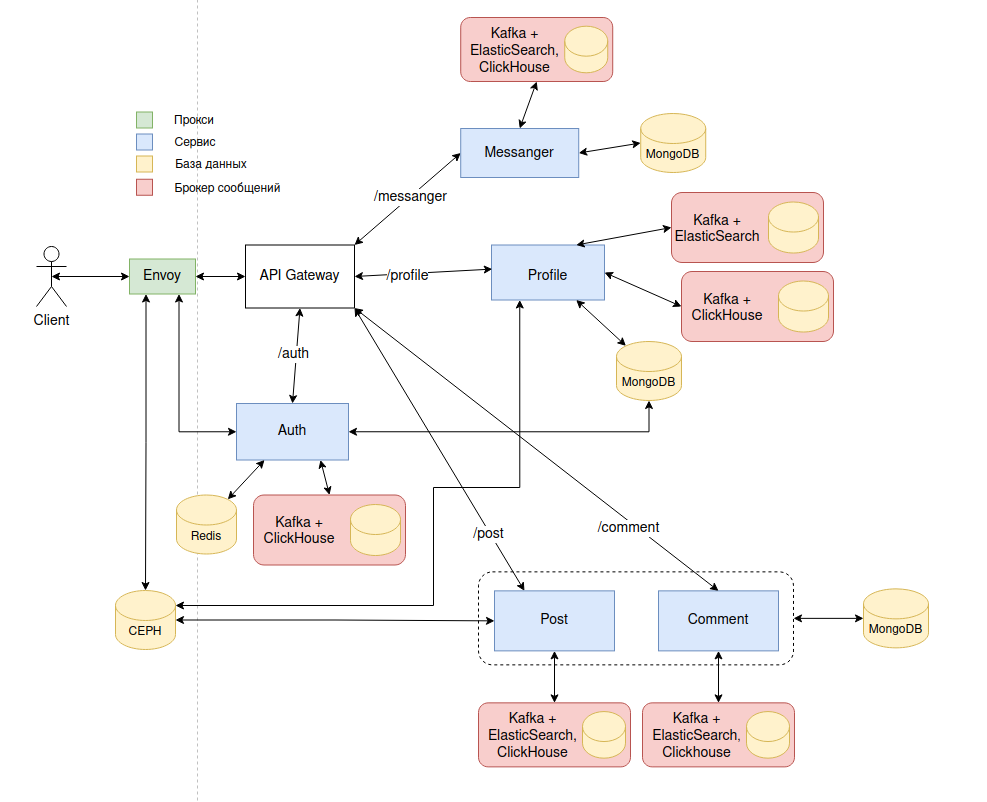 Kafka +
ElasticSearch,
ClickHouse
Прокси
Сервис
База данных
Брокер сообщений
Messanger
MongoDB
/messanger
Kafka +
ElasticSearch
Client
Envoy
API Gateway
/profile
Profile
Kafka +
ClickHouse
/auth
MongoDB
Auth
Redis
Kafka +
ClickHouse
/post
/comment
CEPH
Post
Comment
MongoDB
Kafka +
ElasticSearch,
ClickHouse
Kafka +
ElasticSearch,
Clickhouse